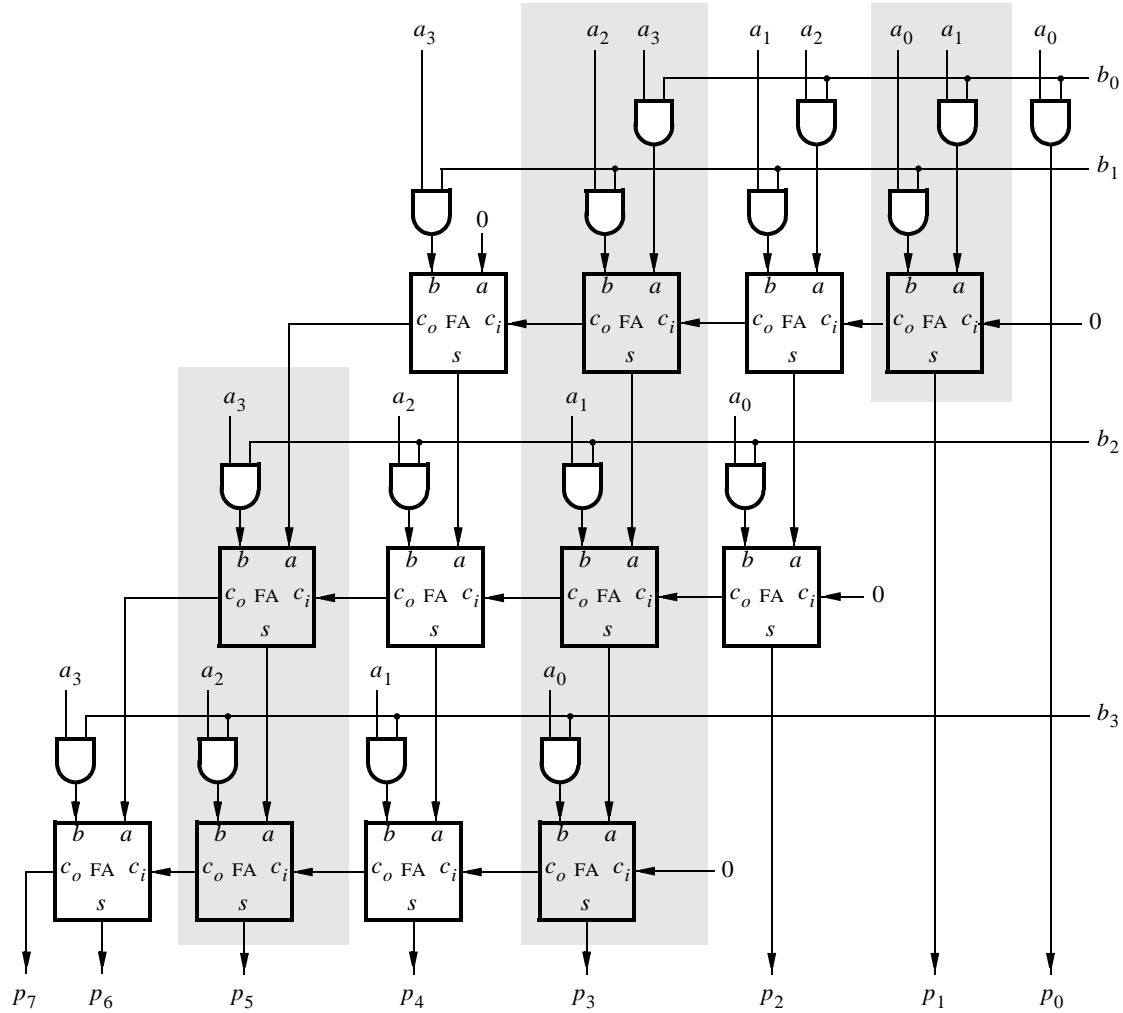 a3 a2 a3 a1 a2 a0 a1 a0
b0
b1
0
b a b a b a b a
co FA ci co FA ci co FA ci co FA ci 0
s s s s
a3 a2 a1 a0
b2
b a b a b a b a
co FA ci co FA ci co FA ci co FA ci 0
s s s s
a3 a2 a1 a0
b3
b a b a b a b a
co FA ci co FA ci co FA ci co FA ci 0
s s s s
p7 p6 p5 p4 p3 p2 p1 p0